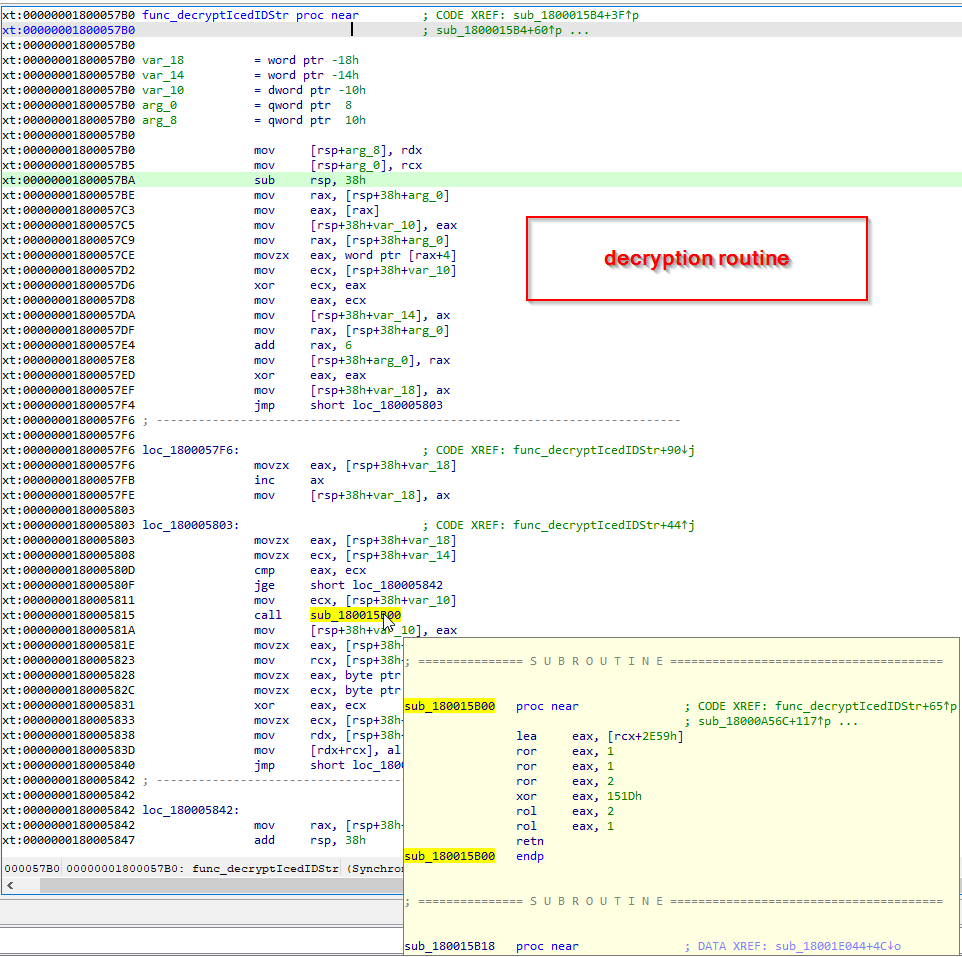 xt:00000001800057B0 func_decryptIcedIDStr proc near ; CODE XREF: sub_1800015B4+3F↑p
xt:00000001800057B0 ; sub_1800015B4+60↑p ...
xt:00000001800057B0
xt:00000001800057B0 var_18 = word ptr -18h
xt:00000001800057B0 var_14 = word ptr -14h
xt:00000001800057B0 var_10 = dword ptr -10h
xt:00000001800057B0 arg_0 = qword ptr 8
xt:00000001800057B0 arg_8 = qword ptr 10h
xt:00000001800057B0
xt:00000001800057B0 mov [rsp+arg_8], rdx
xt:00000001800057B5 mov [rsp+arg_0], rcx
xt:00000001800057BA sub rsp, 38h
xt:00000001800057BE mov rax, [rsp+38h+arg_0]
xt:00000001800057C3 mov eax, [rax]
xt:00000001800057C5 mov [rsp+38h+var_10], eax
xt:00000001800057C9 mov rax, [rsp+38h+arg_0]
xt:00000001800057CE movzx eax, word ptr [rax+4]
xt:00000001800057D2 mov ecx, [rsp+38h+var_10]
xt:00000001800057D6 xor ecx, eax
xt:00000001800057D8 mov eax, ecx
xt:00000001800057DA mov [rsp+38h+var_14], ax
xt:00000001800057DF mov rax, [rsp+38h+arg_0]
xt:00000001800057E4 add rax, 6
xt:00000001800057E8 mov [rsp+38h+arg_0], rax
xt:00000001800057ED xor eax, eax
xt:00000001800057EF mov [rsp+38h+var_18], ax
xt:00000001800057F4 jmp short loc_180005803
xt:00000001800057F6 ; ---------------------------------------------------------------------------
xt:00000001800057F6
xt:00000001800057F6 loc_1800057F6: ; CODE XREF: func_decryptIcedIDStr+90↓j
xt:00000001800057F6 movzx eax, [rsp+38h+var_18]
xt:00000001800057FB inc ax
xt:00000001800057FE mov [rsp+38h+var_18], ax
xt:0000000180005803
xt:0000000180005803 loc_180005803: ; CODE XREF: func_decryptIcedIDStr+44↑j
xt:0000000180005803 movzx eax, [rsp+38h+var_18]
xt:0000000180005808 movzx ecx, [rsp+38h+var_14]
xt:000000018000580D cmp eax, ecx
xt:000000018000580F jge short loc_180005842
xt:0000000180005811 mov ecx, [rsp+38h+var_10]
xt:0000000180005815 call sub_180015B00
xt:000000018000581A mov [rsp+38h+var_10], eax
xt:000000018000581E movzx eax, [rsp+38h
xt:0000000180005823 mov rcx, [rsp+38h
xt:0000000180005828 movzx eax, byte ptr
xt:000000018000582C movzx ecx, byte ptr
xt:0000000180005831 xor eax, ecx
xt:0000000180005833 movzx ecx, [rsp+38h
xt:0000000180005838 mov rdx, [rsp+38h
xt:000000018000583D mov [rdx+rcx], al
xt:0000000180005840 jmp short loc_1800
xt:0000000180005842 ; -----------------------------------
xt:0000000180005842
xt:0000000180005842 loc_180005842:
xt:0000000180005842 mov rax, [rsp+38h
xt:0000000180005847 add rsp, 38h
000057B0 00000001800057B0: func_decryptIcedIDStr (Synchron
decryption routine
; =============== S U B R O U T I N E =======================================
sub_180015B00 proc near ; CODE XREF: func_decryptIcedIDStr+65↑p
; sub_18000A56C+117↑p ...
lea eax, [rcx+2E59h]
ror eax, 1
ror eax, 1
ror eax, 2
xor eax, 151Dh
rol eax, 2
rol eax, 1
retn
sub_180015B00 endp
; =============== S U B R O U T I N E =======================================
sub_180015B18 proc near ; DATA XREF: sub_18001E044+4C↓o